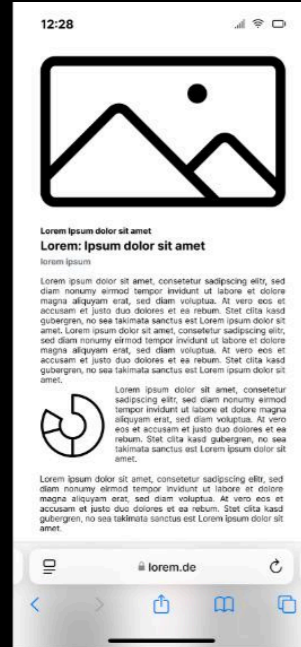 12:28
Lorem Ipsum dolor sit amet
Lorem: Ipsum dolor sit amet
lorem ipsum
Lorem ipsum dolor sit amet, consetetur sadipscing elitr, sed
diam nonumy eirmod tempor invidunt ut labore et dolore
magna aliquyam erat, sed diam voluptua. At vero eos et
accusam et justo duo dolores et ea rebum. Stet clita kasd
gubergren, no sea takimata sanctus est Lorem ipsum dolor sit
amet. Lorem ipsum dolor sit amet, consetetur sadipscing elitr, sed
diam nonumy eirmod tempor invidunt ut labore et dolore
magna aliquyam erat, sed diam voluptua. At vero eos et
accusam et justo duo dolores et ea rebum. Stet clita kasd
gubergren, no sea takimata sanctus est Lorem ipsum dolor sit
amet.
Lorem ipsum dolor sit amet, consetetur
sadipscing elitr, sed diam nonumy eirmod
tempor invidunt ut labore et dolore magna
aliquyam erat, sed diam voluptua. At vero
eos et accusam et justo duo dolores et ea
rebum. Stet clita kasd gubergren, no sea
takimata sanctus est Lorem ipsum dolor sit
amet.
Lorem ipsum dolor sit amet, consetetur sadipscing elitr, sed
diam nonumy eirmod tempor invidunt ut labore et dolore
magna aliquyam erat, sed diam voluptua. At vero eos et
accusam et justo duo dolores et ea rebum. Stet clita kasd
gubergren, no sea takimata sanctus est Lorem ipsum dolor sit
amet.
lorem.de